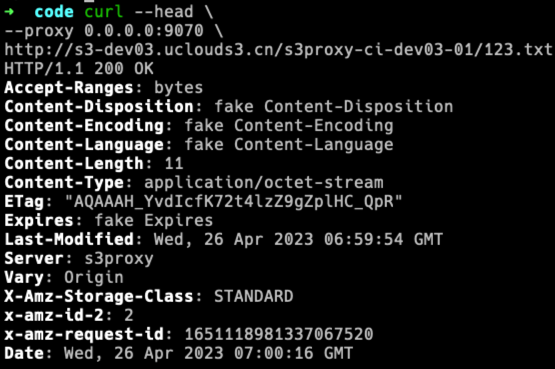 ➜ code curl --head \
--proxy 0.0.0.0:9070 \
http://s3-dev03.uclouds3.cn/s3proxy-ci-dev03-01/123.txt
HTTP/1.1 200 OK
Accept-Ranges: bytes
Content-Disposition: fake Content-Disposition
Content-Encoding: fake Content-Encoding
Content-Language: fake Content-Language
Content-Length: 11
Content-Type: application/octet-stream
ETag: "AQAAAH_YvdIcfK72t4lzZ9gZplHC_QpR"
Expires: fake Expires
Last-Modified: Wed, 26 Apr 2023 06:59:54 GMT
Server: s3proxy
Vary: Origin
X-Amz-Storage-Class: STANDARD
x-amz-id-2: 2
x-amz-request-id: 1651118981337067520
Date: Wed, 26 Apr 2023 07:00:16 GMT